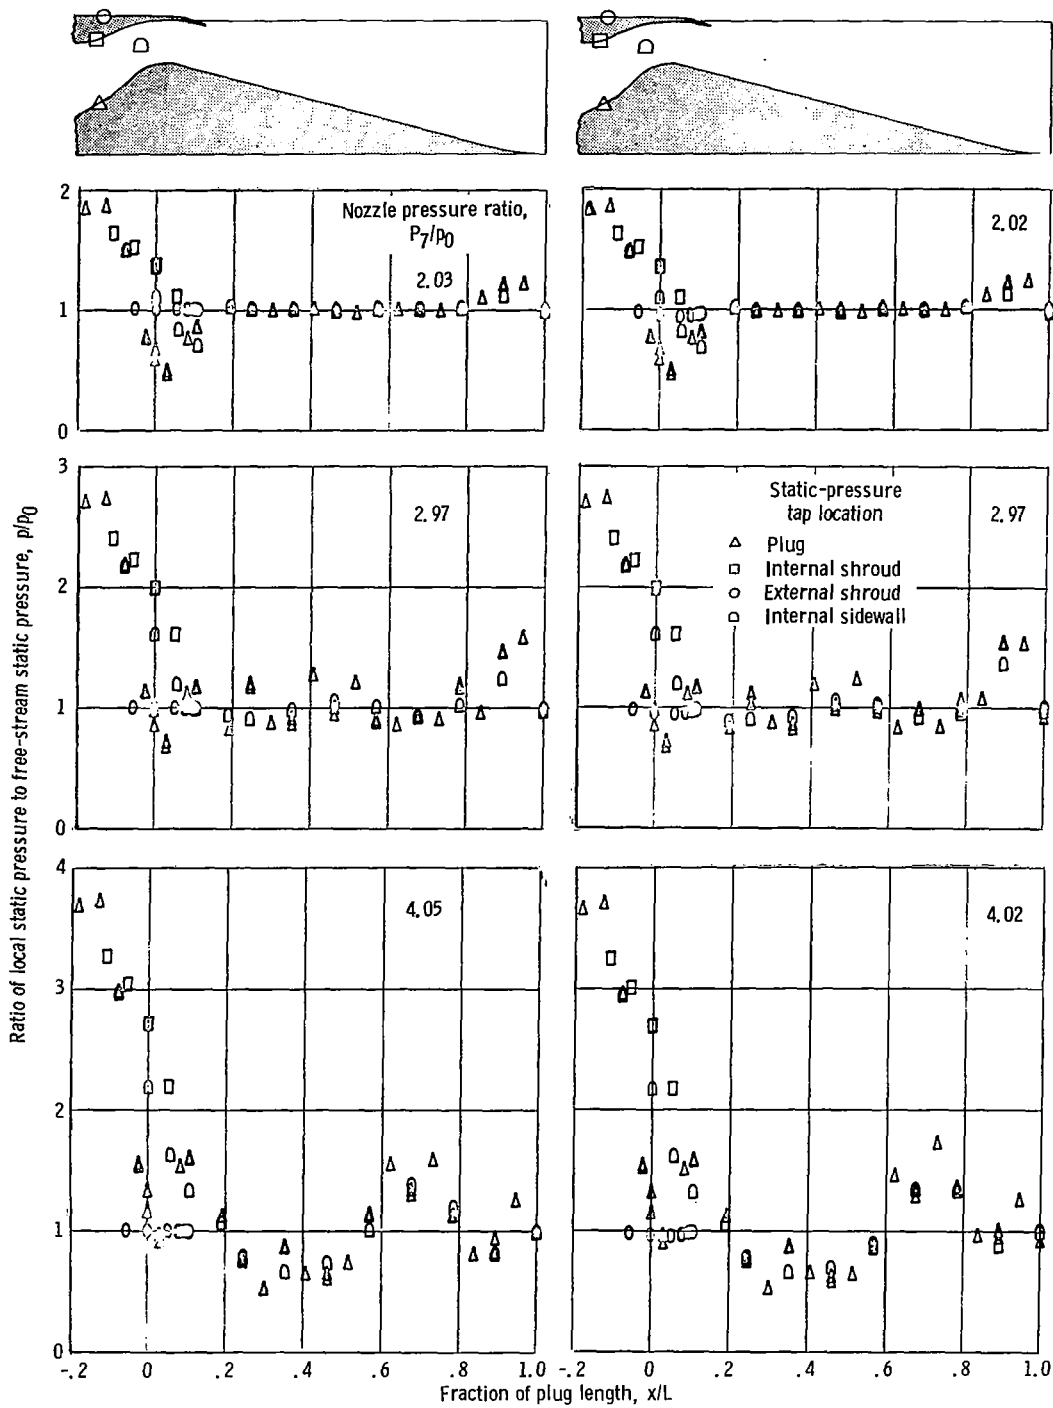 2
Nozzle pressure ratio,
P7/p0
2.03
2.02
1
0
3
2.97
Static-pressure
tap location
2.97
Plug
Internal shroud
External shroud
Internal sidewall
2
1
0
Ratio of local static pressure to free-stream static pressure, p/p0
4
4.05
4.02
3
2
1
0
-.2 0 .2 .4 .6 .8 1.0
-.2 0 .2 .4 .6 .8 1.0
Fraction of plug length, x/L